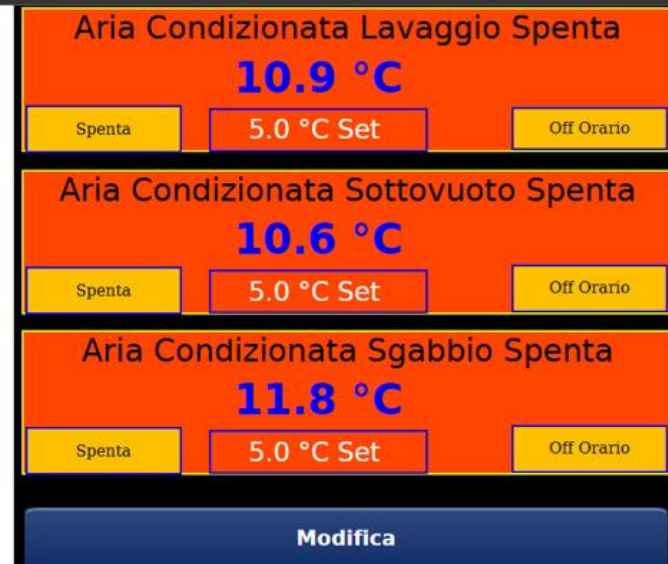 Aria Condizionata Lavaggio Spenta
10.9 °C
Spenta 5.0 °C Set Off Orario
Aria Condizionata Sottovuoto Spenta
10.6 °C
Spenta 5.0 °C Set Off Orario
Aria Condizionata Sgabbio Spenta
11.8 °C
Spenta 5.0 °C Set Off Orario
Modifica